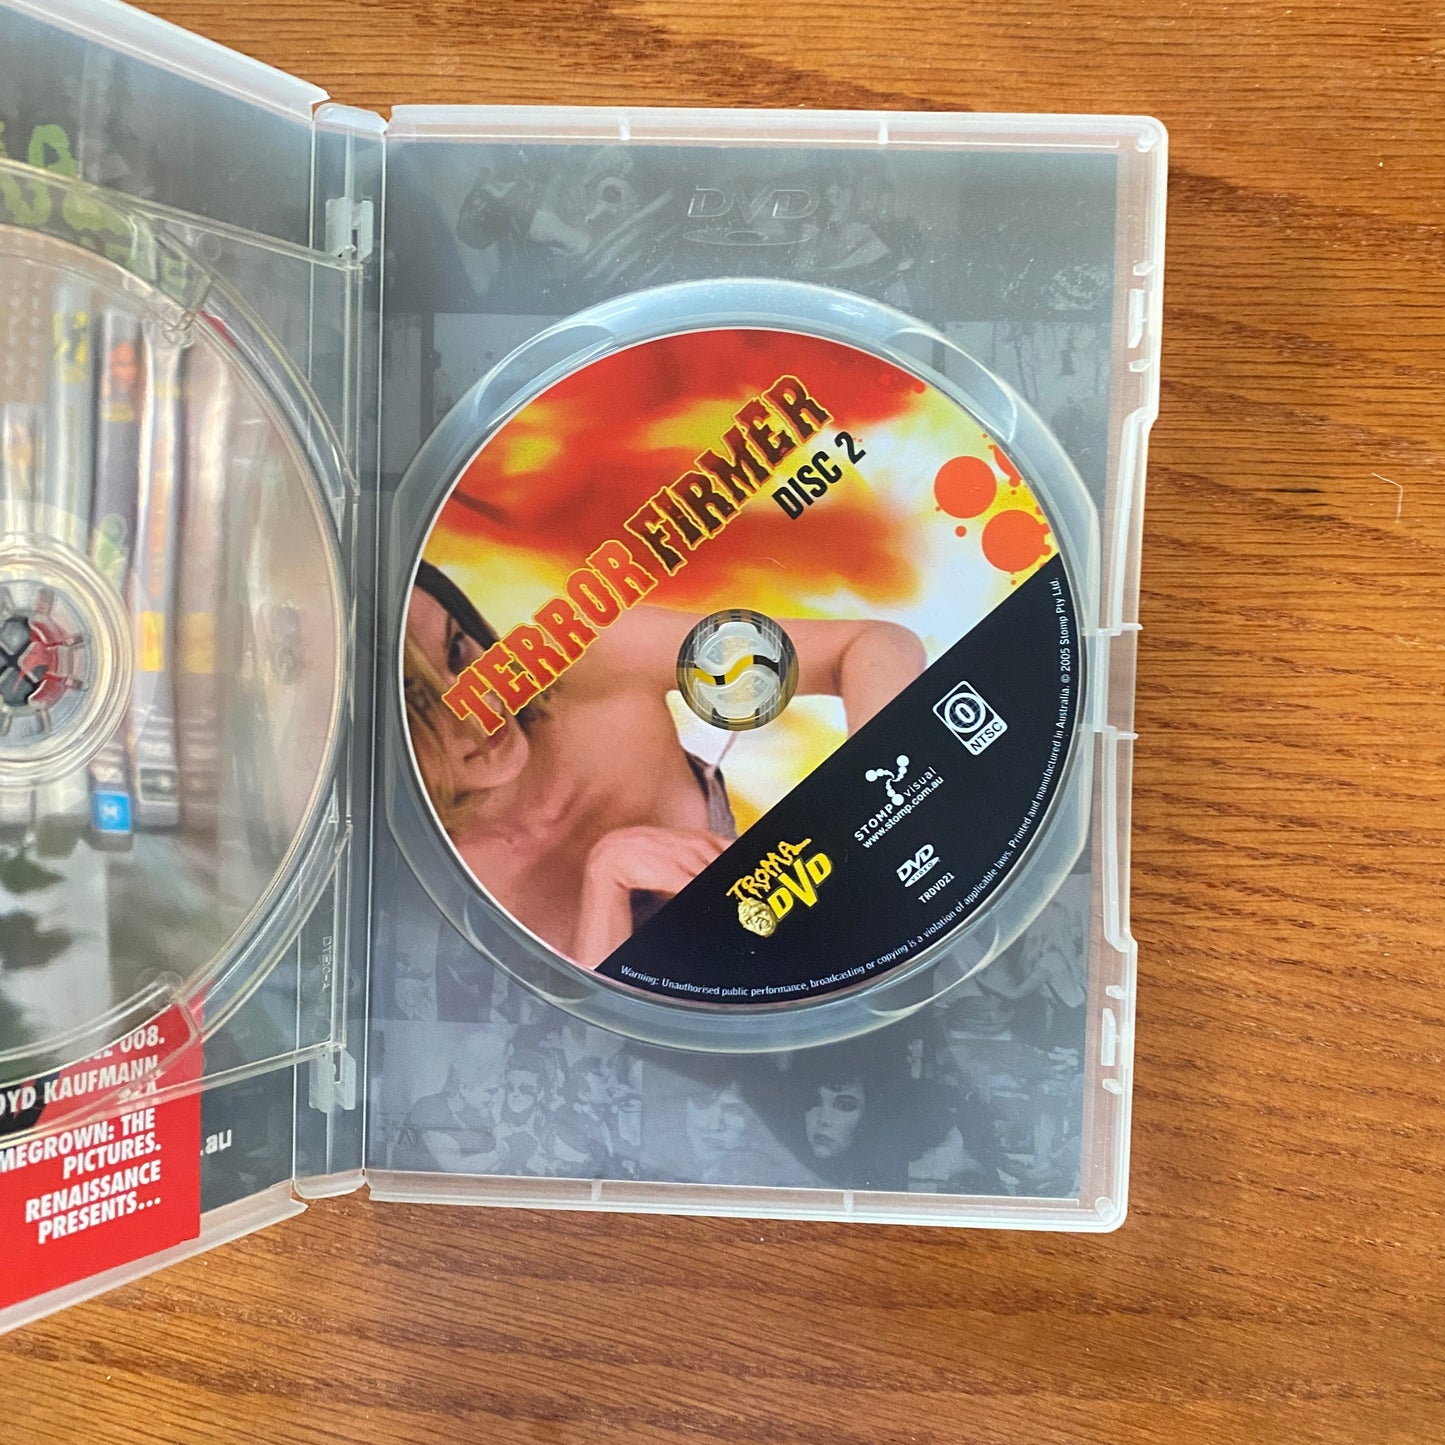 DVD
TERROR FIRMER
DISC 2
0
NTSC
STOMP visual
www.stomp.com.au
TROMA
DVD
DVD
VIDEO
TRDVD21
Warning: Unauthorised public performance, broadcasting or copying is a violation of applicable laws. Printed and manufactured in Australia. © 2005 Stomp Pty Ltd.
008.
OYD KAUFMANN,
MEGROWN: THE
PICTURES.
RENAISSANCE
PRESENTS...
.au